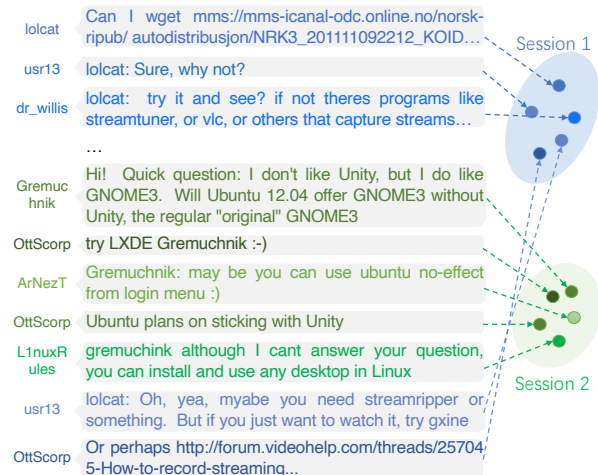 lolcat
Can I wget mms://mms-icanal-odc.online.no/norsk-
ripub/ autodistribusjon/NRK3_201111092212_KOID…
Session 1
usr13
lolcat: Sure, why not?
dr_willis
lolcat: try it and see? if not theres programs like
streamtuner, or vlc, or others that capture streams…
…
Gremuc
hnik
Hi! Quick question: I don't like Unity, but I do like
GNOME3. Will Ubuntu 12.04 offer GNOME3 without
Unity, the regular "original" GNOME3
OttScorp
try LXDE Gremuchnik :-)
ArNezT
Gremuchnik: may be you can use ubuntu no-effect
from login menu :)
OttScorp
Ubuntu plans on sticking with Unity
L1nuxR
ules
gremuchink although I cant answer your question,
you can install and use any desktop in Linux
Session 2
usr13
lolcat: Oh, yea, myabe you need streamripper or
something. But if you just want to watch it, try gxine
OttScorp
Or perhaps http://forum.videohelp.com/threads/25704
5-How-to-record-streaming...